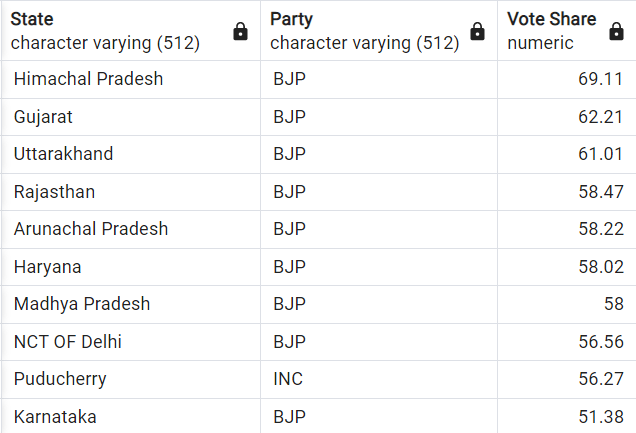 State Party Vote Share
character varying (512) character varying (512) numeric
Himachal Pradesh BJP 69.11
Gujarat BJP 62.21
Uttarakhand BJP 61.01
Rajasthan BJP 58.47
Arunachal Pradesh BJP 58.22
Haryana BJP 58.02
Madhya Pradesh BJP 58
NCT OF Delhi BJP 56.56
Puducherry INC 56.27
Karnataka BJP 51.38